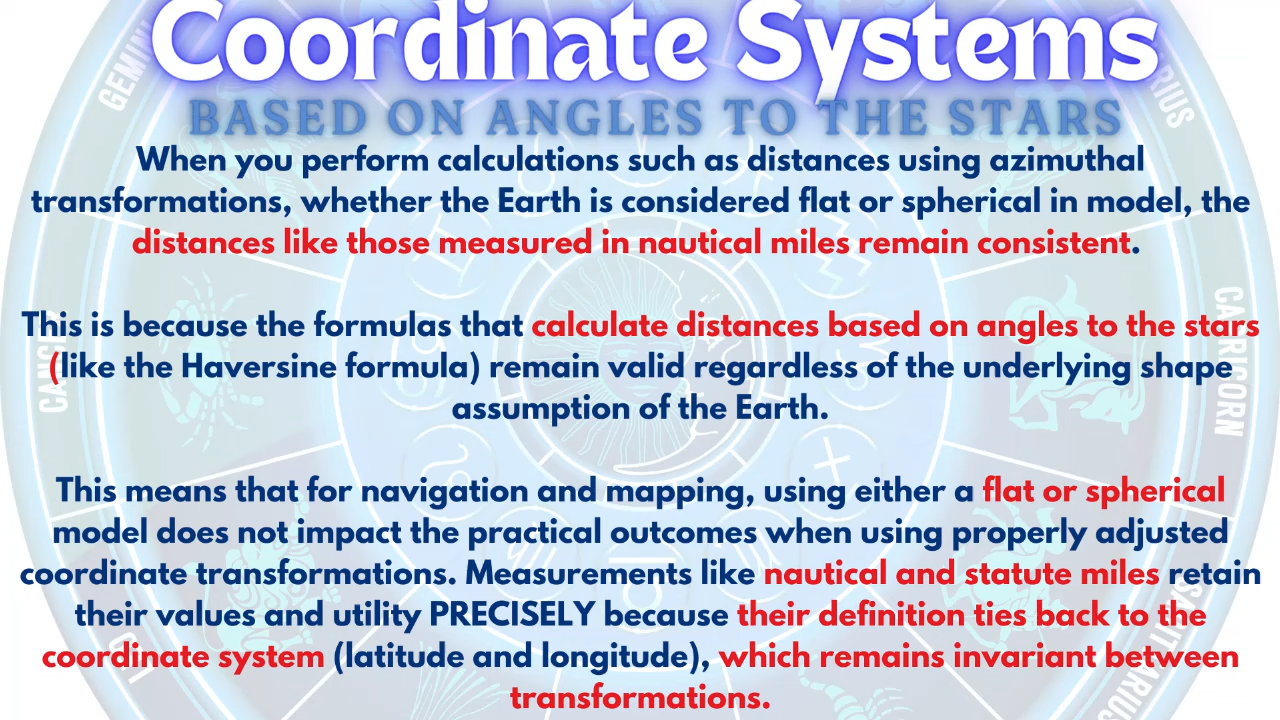 Coordinate Systems
BASED ON ANGLES TO THE STARS
When you perform calculations such as distances using azimuthal
transformations, whether the Earth is considered flat or spherical in model, the
distances like those measured in nautical miles remain consistent.
This is because the formulas that calculate distances based on angles to the stars
(like the Haversine formula) remain valid regardless of the underlying shape
assumption of the Earth.
This means that for navigation and mapping, using either a flat or spherical
model does not impact the practical outcomes when using properly adjusted
coordinate transformations. Measurements like nautical and statute miles retain
their values and utility PRECISELY because their definition ties back to the
coordinate system (latitude and longitude), which remains invariant between
transformations.
CAPRICORN